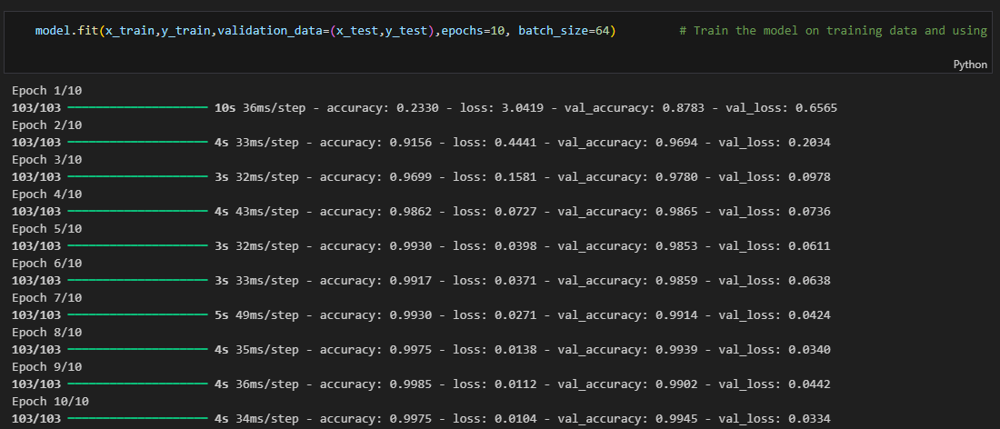 model.fit(x_train,y_train,validation_data=(x_test,y_test),epochs=10, batch_size=64) # Train the model on training data and using
Python
Epoch 1/10
103/103 ━━━━━━━━━━━━━━━━━━━━ 10s 36ms/step - accuracy: 0.2330 - loss: 3.0419 - val_accuracy: 0.8783 - val_loss: 0.6565
Epoch 2/10
103/103 ━━━━━━━━━━━━━━━━━━━━ 4s 33ms/step - accuracy: 0.9156 - loss: 0.4441 - val_accuracy: 0.9694 - val_loss: 0.2034
Epoch 3/10
103/103 ━━━━━━━━━━━━━━━━━━━━ 3s 32ms/step - accuracy: 0.9699 - loss: 0.1581 - val_accuracy: 0.9780 - val_loss: 0.0978
Epoch 4/10
103/103 ━━━━━━━━━━━━━━━━━━━━ 4s 43ms/step - accuracy: 0.9862 - loss: 0.0727 - val_accuracy: 0.9865 - val_loss: 0.0736
Epoch 5/10
103/103 ━━━━━━━━━━━━━━━━━━━━ 3s 32ms/step - accuracy: 0.9930 - loss: 0.0398 - val_accuracy: 0.9853 - val_loss: 0.0611
Epoch 6/10
103/103 ━━━━━━━━━━━━━━━━━━━━ 3s 33ms/step - accuracy: 0.9917 - loss: 0.0371 - val_accuracy: 0.9859 - val_loss: 0.0638
Epoch 7/10
103/103 ━━━━━━━━━━━━━━━━━━━━ 5s 49ms/step - accuracy: 0.9930 - loss: 0.0271 - val_accuracy: 0.9914 - val_loss: 0.0424
Epoch 8/10
103/103 ━━━━━━━━━━━━━━━━━━━━ 4s 35ms/step - accuracy: 0.9975 - loss: 0.0138 - val_accuracy: 0.9939 - val_loss: 0.0340
Epoch 9/10
103/103 ━━━━━━━━━━━━━━━━━━━━ 4s 36ms/step - accuracy: 0.9985 - loss: 0.0112 - val_accuracy: 0.9902 - val_loss: 0.0442
Epoch 10/10
103/103 ━━━━━━━━━━━━━━━━━━━━ 4s 34ms/step - accuracy: 0.9975 - loss: 0.0104 - val_accuracy: 0.9945 - val_loss: 0.0334